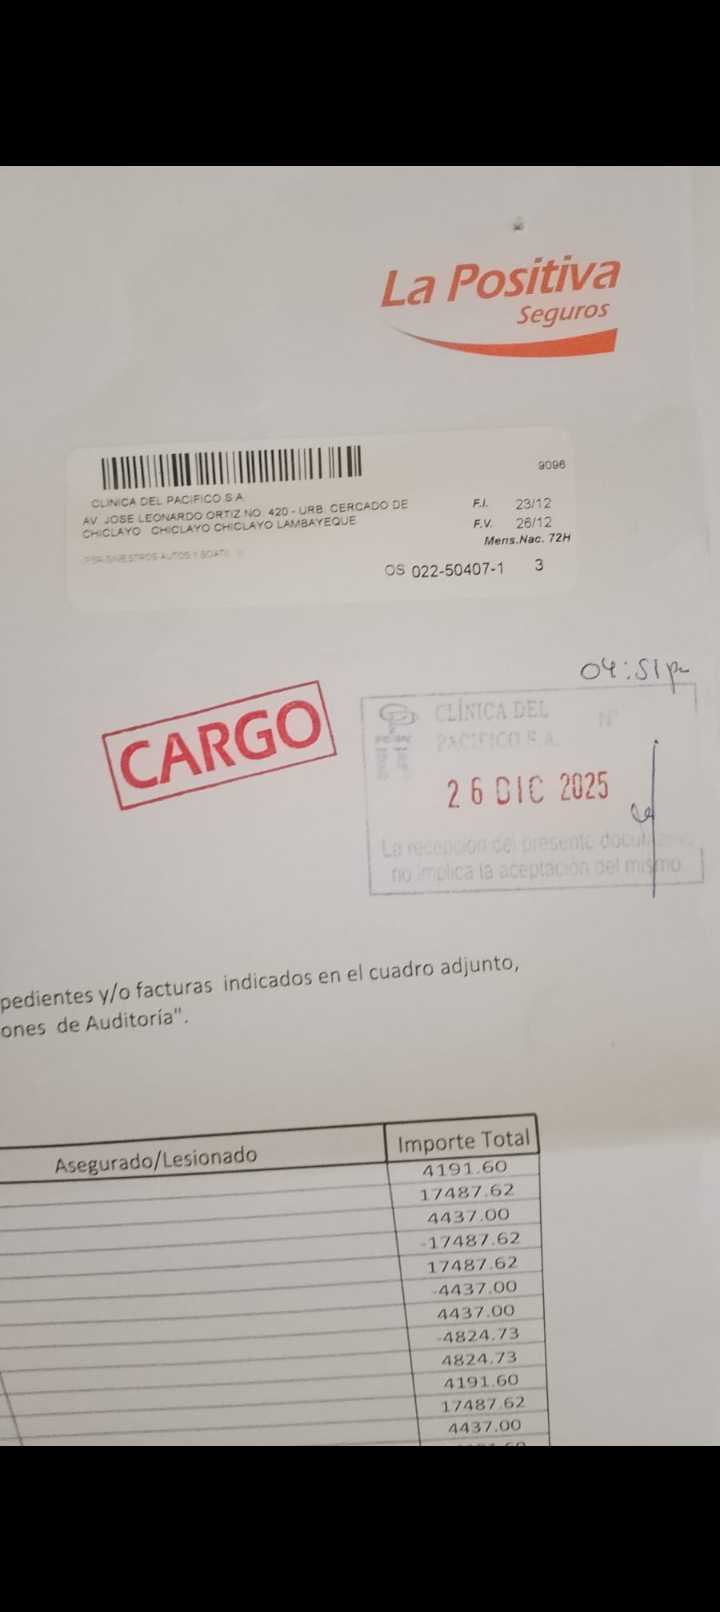 La Positiva
Seguros
9096
CLINICA DEL PACIFICO S A
AV JOSE LEONARDO ORTIZ NO. 420 - URB. CERCADO DE
CHICLAYO CHICLAYO CHICLAYO LAMBAYEQUE
F.I. 23/12
F.V. 26/12
Mens.Nac. 72H
SINIESTROS AUTOS Y SOAT
OS 022-50407-1 3
04:51p
CARGO
CLÍNICA DEL
PACIFICO S.A.
N°
26 DIC 2025
La recepción del presente
no implica la aceptación del mismo
pedientes y/o facturas indicados en el cuadro adjunto,
ones de Auditoría".
Asegurado/Lesionado Importe Total
4191.60
17487.62
4437.00
-17487.62
17487.62
-4437.00
4437.00
-4824.73
4824.73
4191.60
17487.62
4437.00